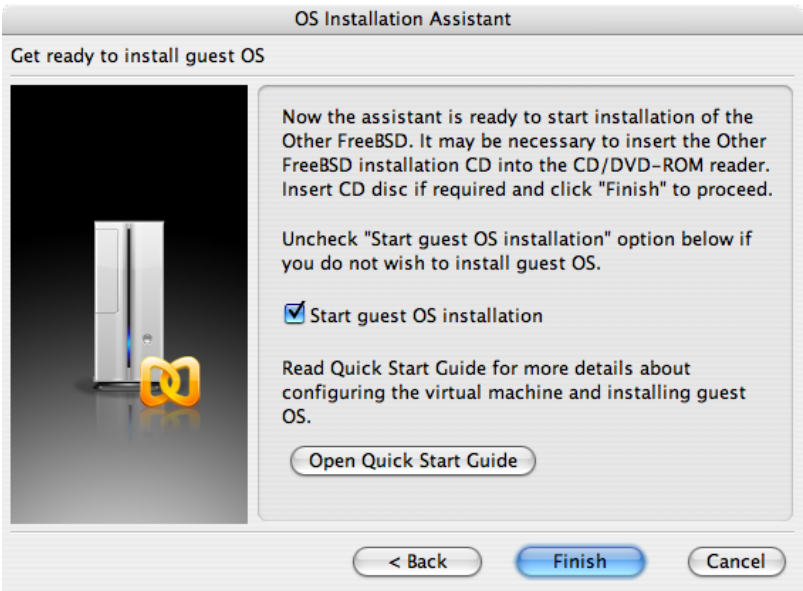 OS Installation Assistant
Get ready to install guest OS
Now the assistant is ready to start installation of the
Other FreeBSD. It may be necessary to insert the Other
FreeBSD installation CD into the CD/DVD-ROM reader.
Insert CD disc if required and click "Finish" to proceed.
Uncheck "Start guest OS installation" option below if
you do not wish to install guest OS.
Start guest OS installation
Read Quick Start Guide for more details about
configuring the virtual machine and installing guest
OS.
Open Quick Start Guide
< Back
Finish
Cancel